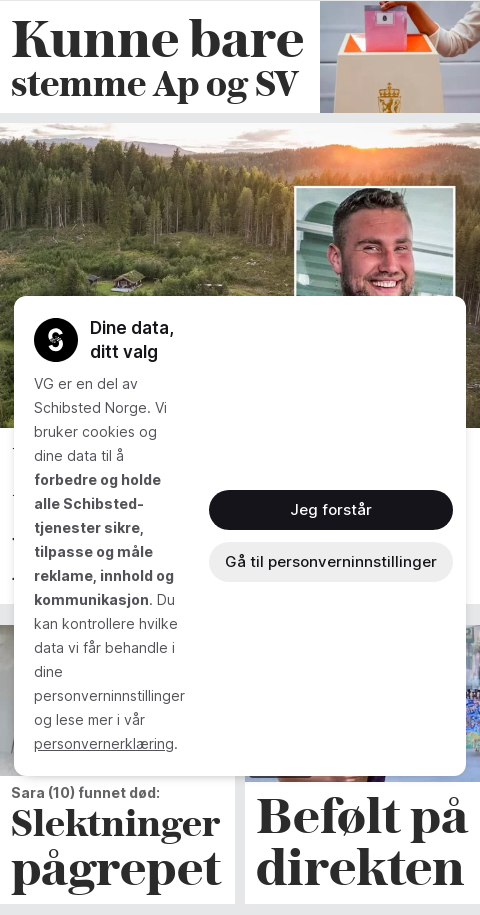 Kunne bare
stemme Ap og SV
Dine data,
ditt valg
VG er en del av
Schibsted Norge. Vi
bruker cookies og
dine data til å
forbedre og holde
alle Schibsted-
tjenester sikre,
tilpasse og måle
reklame, innhold og
kommunikasjon. Du
kan kontrollere hvilke
data vi får behandle i
dine
personverninnstillinger
og lese mer i vår
personvernerklæring.
Jeg forstår
Gå til personverninnstillinger
Sara (10) funnet død:
Slektninger
pågrepet
Befølt på
direkten